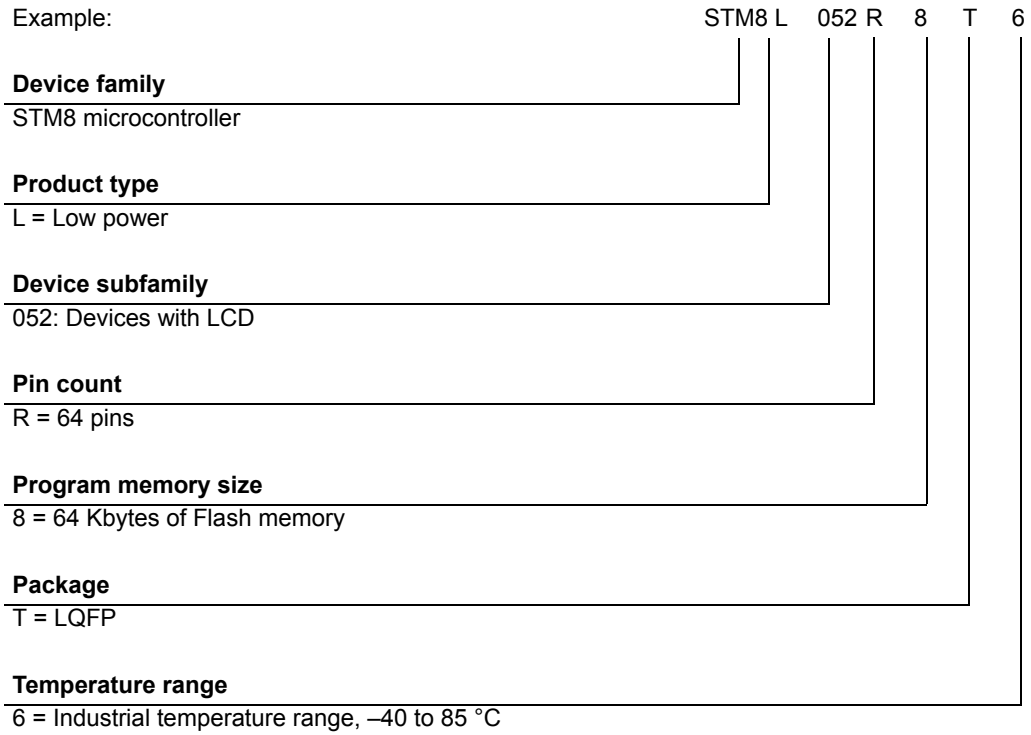 Example: STM8 L 052 R 8 T 6
Device family
STM8 microcontroller
Product type
L = Low power
Device subfamily
052: Devices with LCD
Pin count
R = 64 pins
Program memory size
8 = 64 Kbytes of Flash memory
Package
T = LQFP
Temperature range
6 = Industrial temperature range, –40 to 85 °C